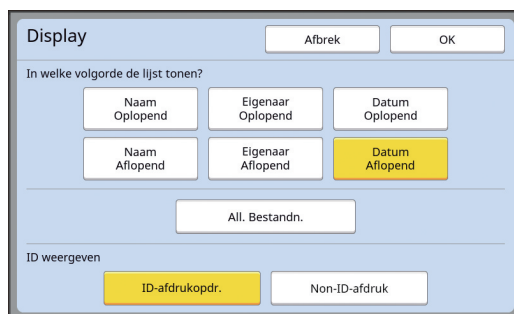 Display
Afbrek
OK
In welke volgorde de lijst tonen?
Naam
Oplopend
Eigenaar
Oplopend
Datum
Oplopend
Naam
Aflopend
Eigenaar
Aflopend
Datum
Aflopend
All. Bestandn.
ID weergeven
ID-afdrukopdr.
Non-ID-afdruk